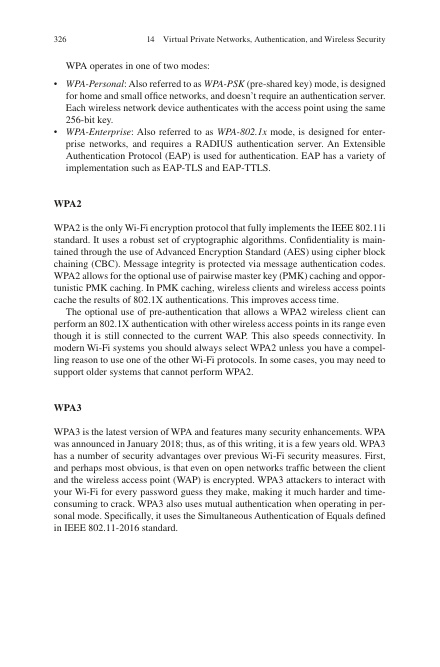 326 14 Virtual Private Networks, Authentication, and Wireless Security
WPA operates in one of two modes:
• WPA-Personal: Also referred to as WPA-PSK (pre-shared key) mode, is designed
for home and small office networks, and doesn't require an authentication server.
Each wireless network device authenticates with the access point using the same
256-bit key.
• WPA-Enterprise: Also referred to as WPA-802.1x mode, is designed for enter-
prise networks, and requires a RADIUS authentication server. An Extensible
Authentication Protocol (EAP) is used for authentication. EAP has a variety of
implementation such as EAP-TLS and EAP-TTLS.
WPA2
WPA2 is the only Wi-Fi encryption protocol that fully implements the IEEE 802.11i
standard. It uses a robust set of cryptographic algorithms. Confidentiality is main-
tained through the use of Advanced Encryption Standard (AES) using cipher block
chaining (CBC). Message integrity is protected via message authentication codes.
WPA2 allows for the optional use of pairwise master key (PMK) caching and oppor-
tunistic PMK caching. In PMK caching, wireless clients and wireless access points
cache the results of 802.1X authentications. This improves access time.
The optional use of pre-authentication that allows a WPA2 wireless client can
perform an 802.1X authentication with other wireless access points in its range even
though it is still connected to the current WAP. This also speeds connectivity. In
modern Wi-Fi systems you should always select WPA2 unless you have a compel-
ling reason to use one of the other Wi-Fi protocols. In some cases, you may need to
support older systems that cannot perform WPA2.
WPA3
WPA3 is the latest version of WPA and features many security enhancements. WPA
was announced in January 2018; thus, as of this writing, it is a few years old. WPA3
has a number of security advantages over previous Wi-Fi security measures. First,
and perhaps most obvious, is that even on open networks traffic between the client
and the wireless access point (WAP) is encrypted. WPA3 attackers to interact with
your Wi-Fi for every password guess they make, making it much harder and time-
consuming to crack. WPA3 also uses mutual authentication when operating in per-
sonal mode. Specifically, it uses the Simultaneous Authentication of Equals defined
in IEEE 802.11-2016 standard.